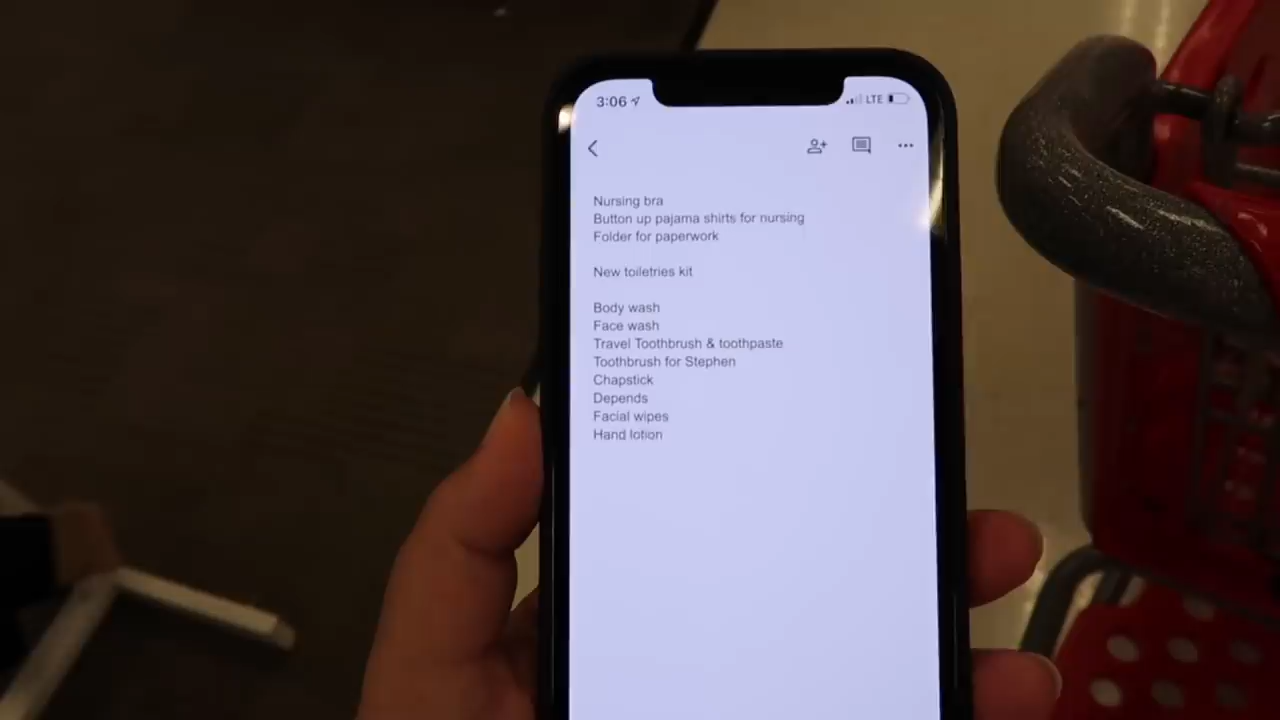 3:06
LTE
Nursing bra
Button up pajama shirts for nursing
Folder for paperwork
New toiletries kit
Body wash
Face wash
Travel Toothbrush & toothpaste
Toothbrush for Stephen
Chapstick
Depends
Facial wipes
Hand lotion